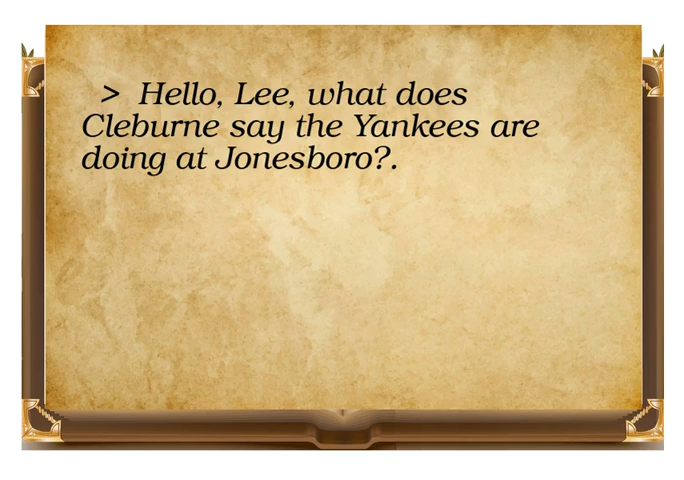 > Hello, Lee, what does
Cleburne say the Yankees are
doing at Jonesboro?.